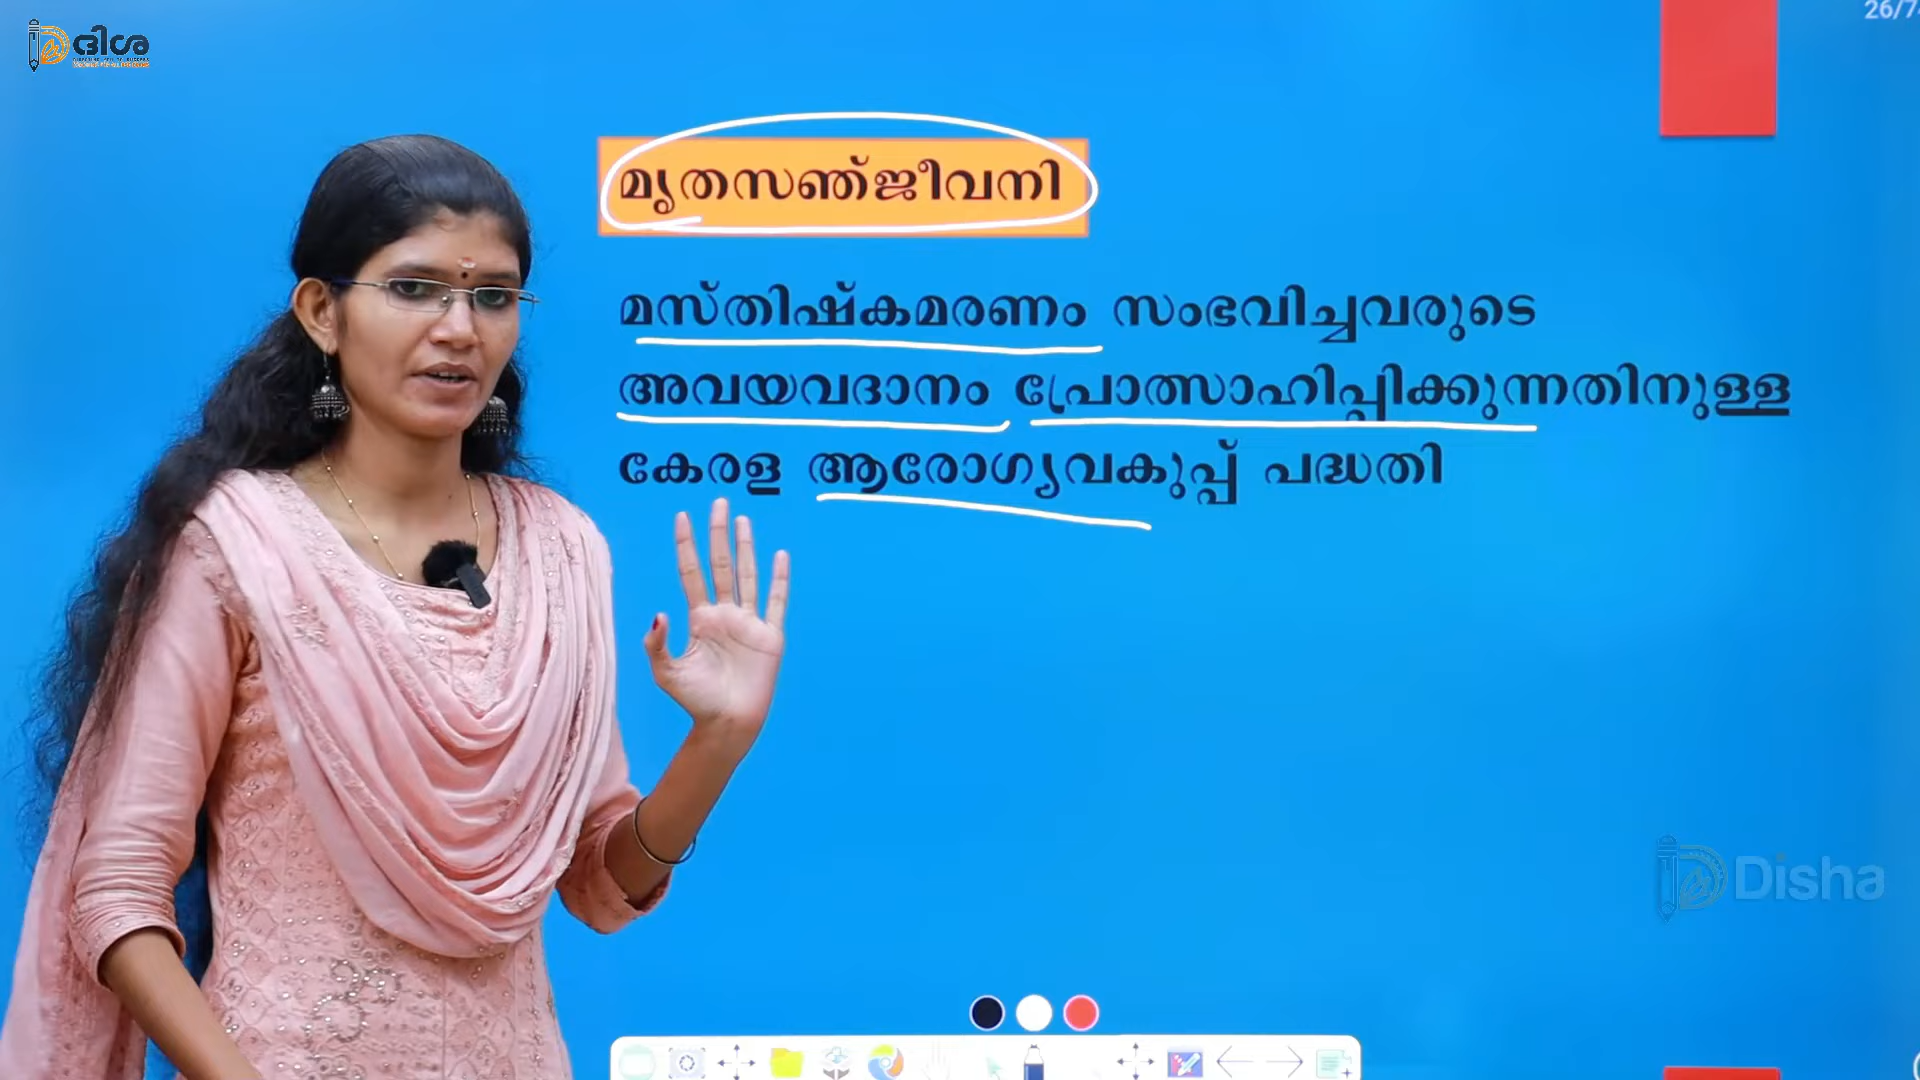 ദിശ
26/7
മൃതസഞ്ജീവനി
മസ്തിഷ്കമരണം സംഭവിച്ചവരുടെ
അവയവദാനം പ്രോത്സാഹിപ്പിക്കുന്നതിനുള്ള
കേരള ആരോഗ്യവകുപ്പ് പദ്ധതി
Disha